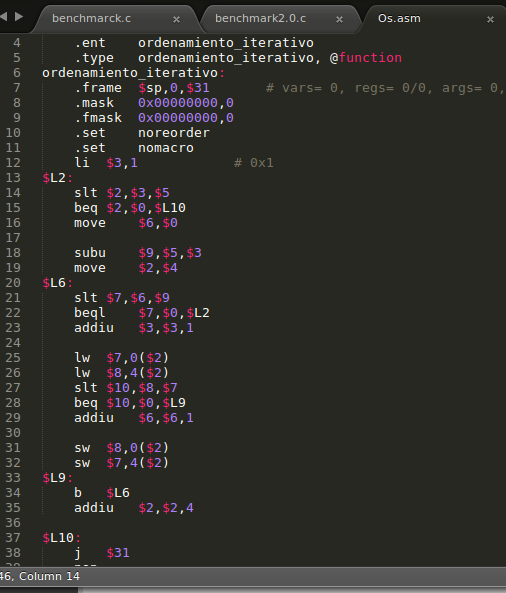 benchmarck.c × benchmark2.0.c × Os.asm ×
4 .ent ordenamiento_iterativo
5 .type ordenamiento_iterativo, @function
6 ordenamiento_iterativo:
7 .frame $sp,0,$31 # vars= 0, regs= 0/0, args= 0,
8 .mask 0x00000000,0
9 .fmask 0x00000000,0
10 .set noreorder
11 .set nomacro
12 li $3,1 # 0x1
13 $L2:
14 slt $2,$3,$5
15 beq $2,$0,$L10
16 move $6,$0
17
18 subu $9,$5,$3
19 move $2,$4
20 $L6:
21 slt $7,$6,$9
22 beql $7,$0,$L2
23 addiu $3,$3,1
24
25 lw $7,0($2)
26 lw $8,4($2)
27 slt $10,$8,$7
28 beq $10,$0,$L9
29 addiu $6,$6,1
30
31 sw $8,0($2)
32 sw $7,4($2)
33 $L9:
34 b $L6
35 addiu $2,$2,4
36
37 $L10:
38 j $31
46, Column 14